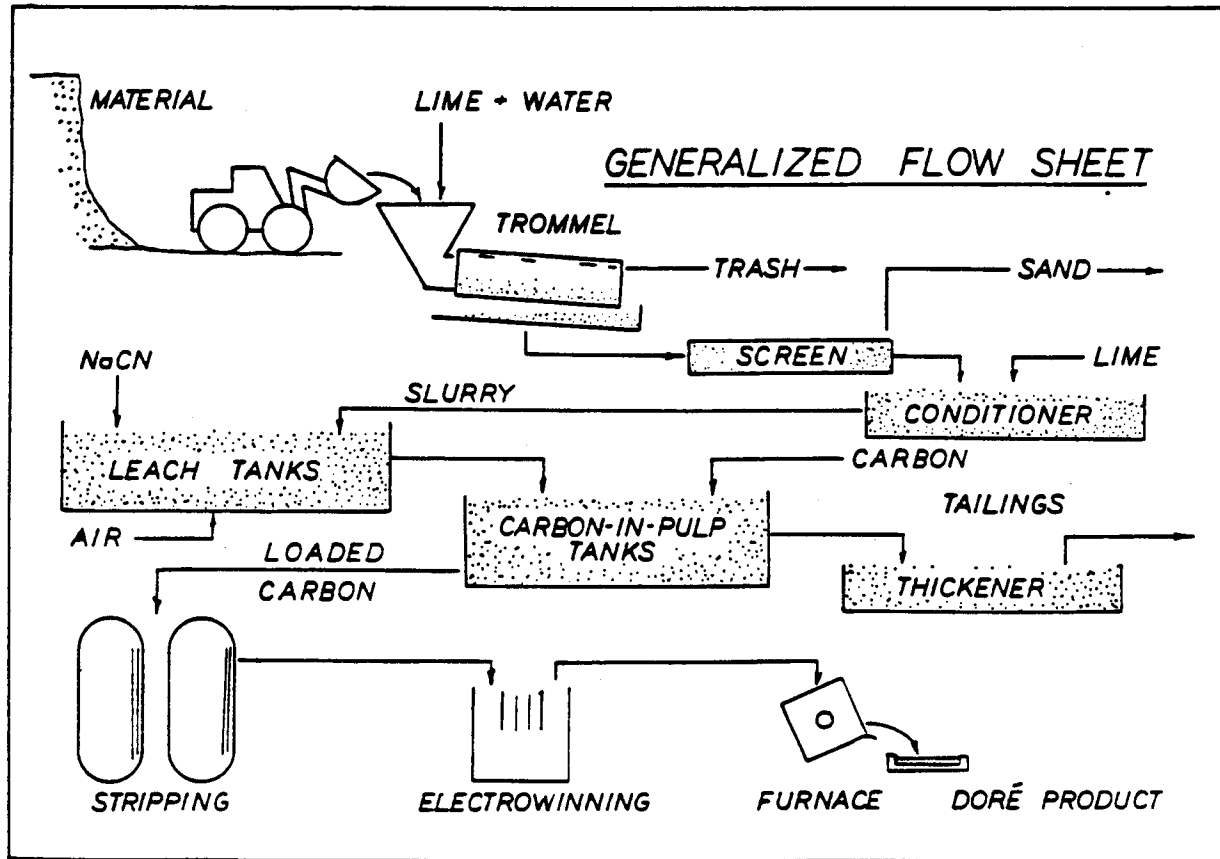 MATERIAL
LIME + WATER
GENERALIZED FLOW SHEET
TROMMEL
TRASH
SAND
SCREEN
LIME
NaCN
SLURRY
CONDITIONER
LEACH TANKS
CARBON
AIR
CARBON-IN-PULP
TANKS
TAILINGS
LOADED
CARBON
THICKENER
STRIPPING
ELECTROWINNING
FURNACE
DORÉ PRODUCT